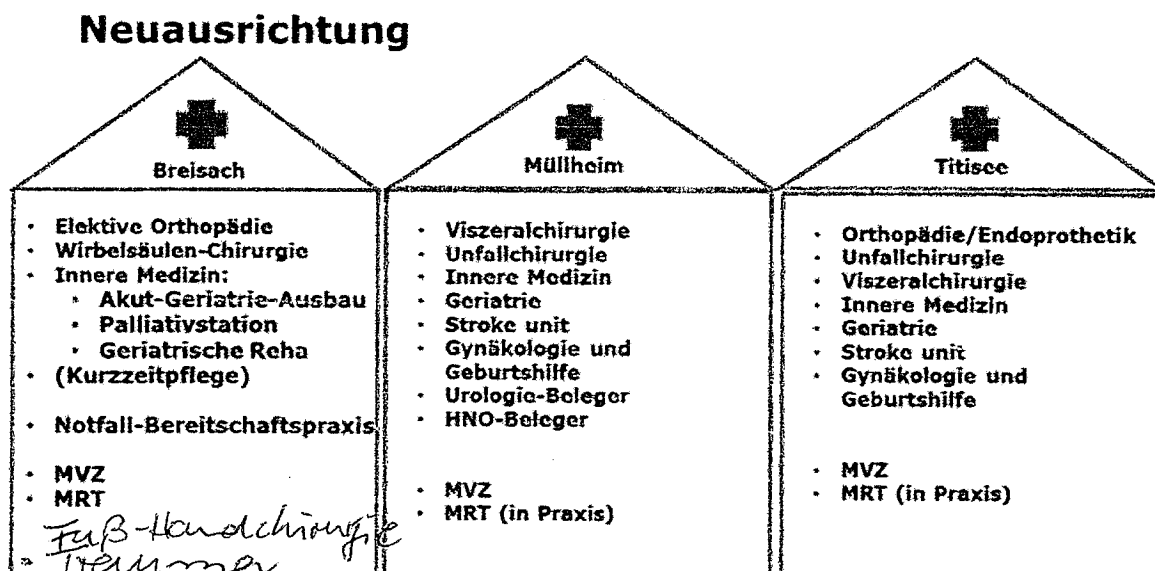 Neuausrichtung
Breisach
• Elektive Orthopädie
• Wirbelsäulen-Chirurgie
• Innere Medizin:
• Akut-Geriatrie-Ausbau
• Palliativstation
• Geriatrische Reha
• (Kurzzeitpflege)
• Notfall-Bereitschaftspraxis
• MVZ
• MRT
Fuß-Handchirurgie
Müllheim
• Viszeralchirurgie
• Unfallchirurgie
• Innere Medizin
• Geriatrie
• Stroke unit
• Gynäkologie und
Geburtshilfe
• Urologie-Beleger
• HNO-Beleger
• MVZ
• MRT (in Praxis)
Titisee
• Orthopädie/Endoprothetik
• Unfallchirurgie
• Viszeralchirurgie
• Innere Medizin
• Geriatrie
• Stroke unit
• Gynäkologie und
Geburtshilfe
• MVZ
• MRT (in Praxis)